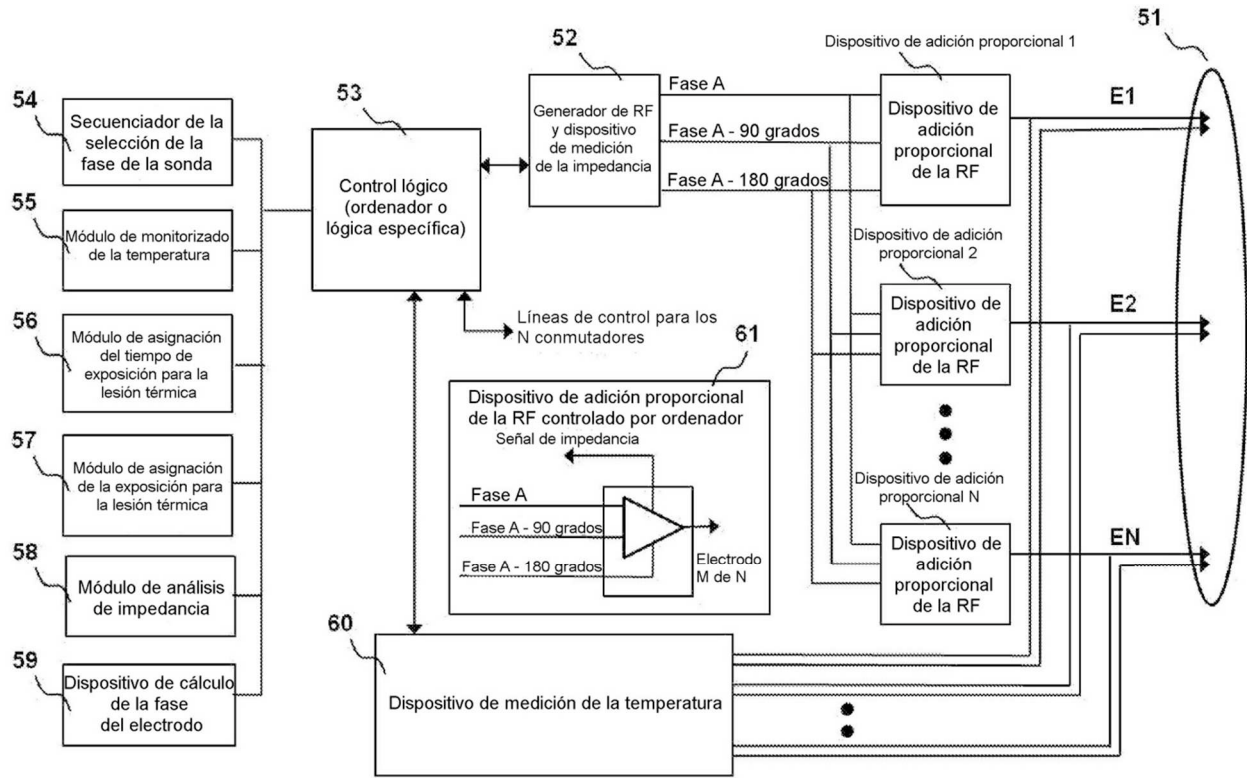 54
Secuenciador de la
selección de la
fase de la sonda
55
Módulo de monitorizado
de la temperatura
56
Módulo de asignación
del tiempo de
exposición para la
lesión térmica
57
Módulo de asignación
de la exposición para
la lesión térmica
58
Módulo de análisis
de impedancia
59
Dispositivo de cálculo
de la fase
del electrodo
53
Control lógico
(ordenador o
lógica específica)
Líneas de control para los
N conmutadores
52
Generador de RF
y dispositivo
de medición
de la impedancia
Fase A
Fase A - 90 grados
Fase A - 180 grados
Dispositivo de adición proporcional 1
Dispositivo de
adición
proporcional
de la RF
Dispositivo de adición
proporcional 2
Dispositivo de
adición
proporcional
de la RF
Dispositivo de adición
proporcional N
Dispositivo de
adición
proporcional
de la RF
51
E1
E2
EN
61
Dispositivo de adición proporcional
de la RF controlado por ordenador
Señal de impedancia
Fase A
Fase A - 90 grados
Fase A - 180 grados
Electrodo
M de N
60
Dispositivo de medición de la temperatura